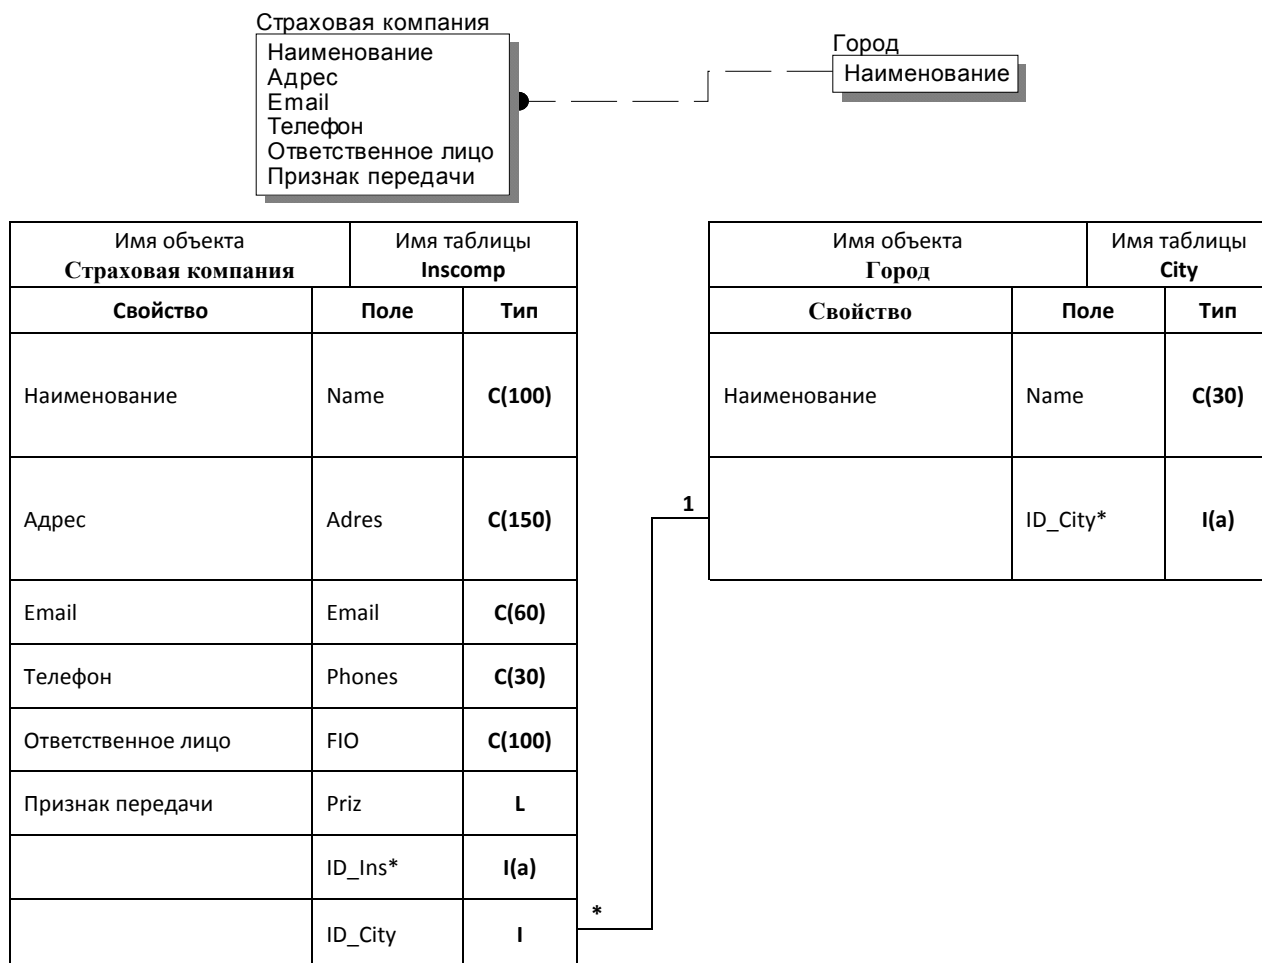 Страховая компания
Наименование
Адрес
Email
Телефон
Ответственное лицо
Признак передачи
Город
Наименование
Имя объекта
Страховая компания
Имя таблицы
Inscomp
Свойство Поле Тип
Наименование Name C(100)
Адрес Adres C(150)
Email Email C(60)
Телефон Phones C(30)
Ответственное лицо FIO C(100)
Признак передачи Priz L
ID_Ins* I(a)
ID_City I
*
1
Имя объекта
Город
Имя таблицы
City
Свойство Поле Тип
Наименование Name C(30)
ID_City* I(a)